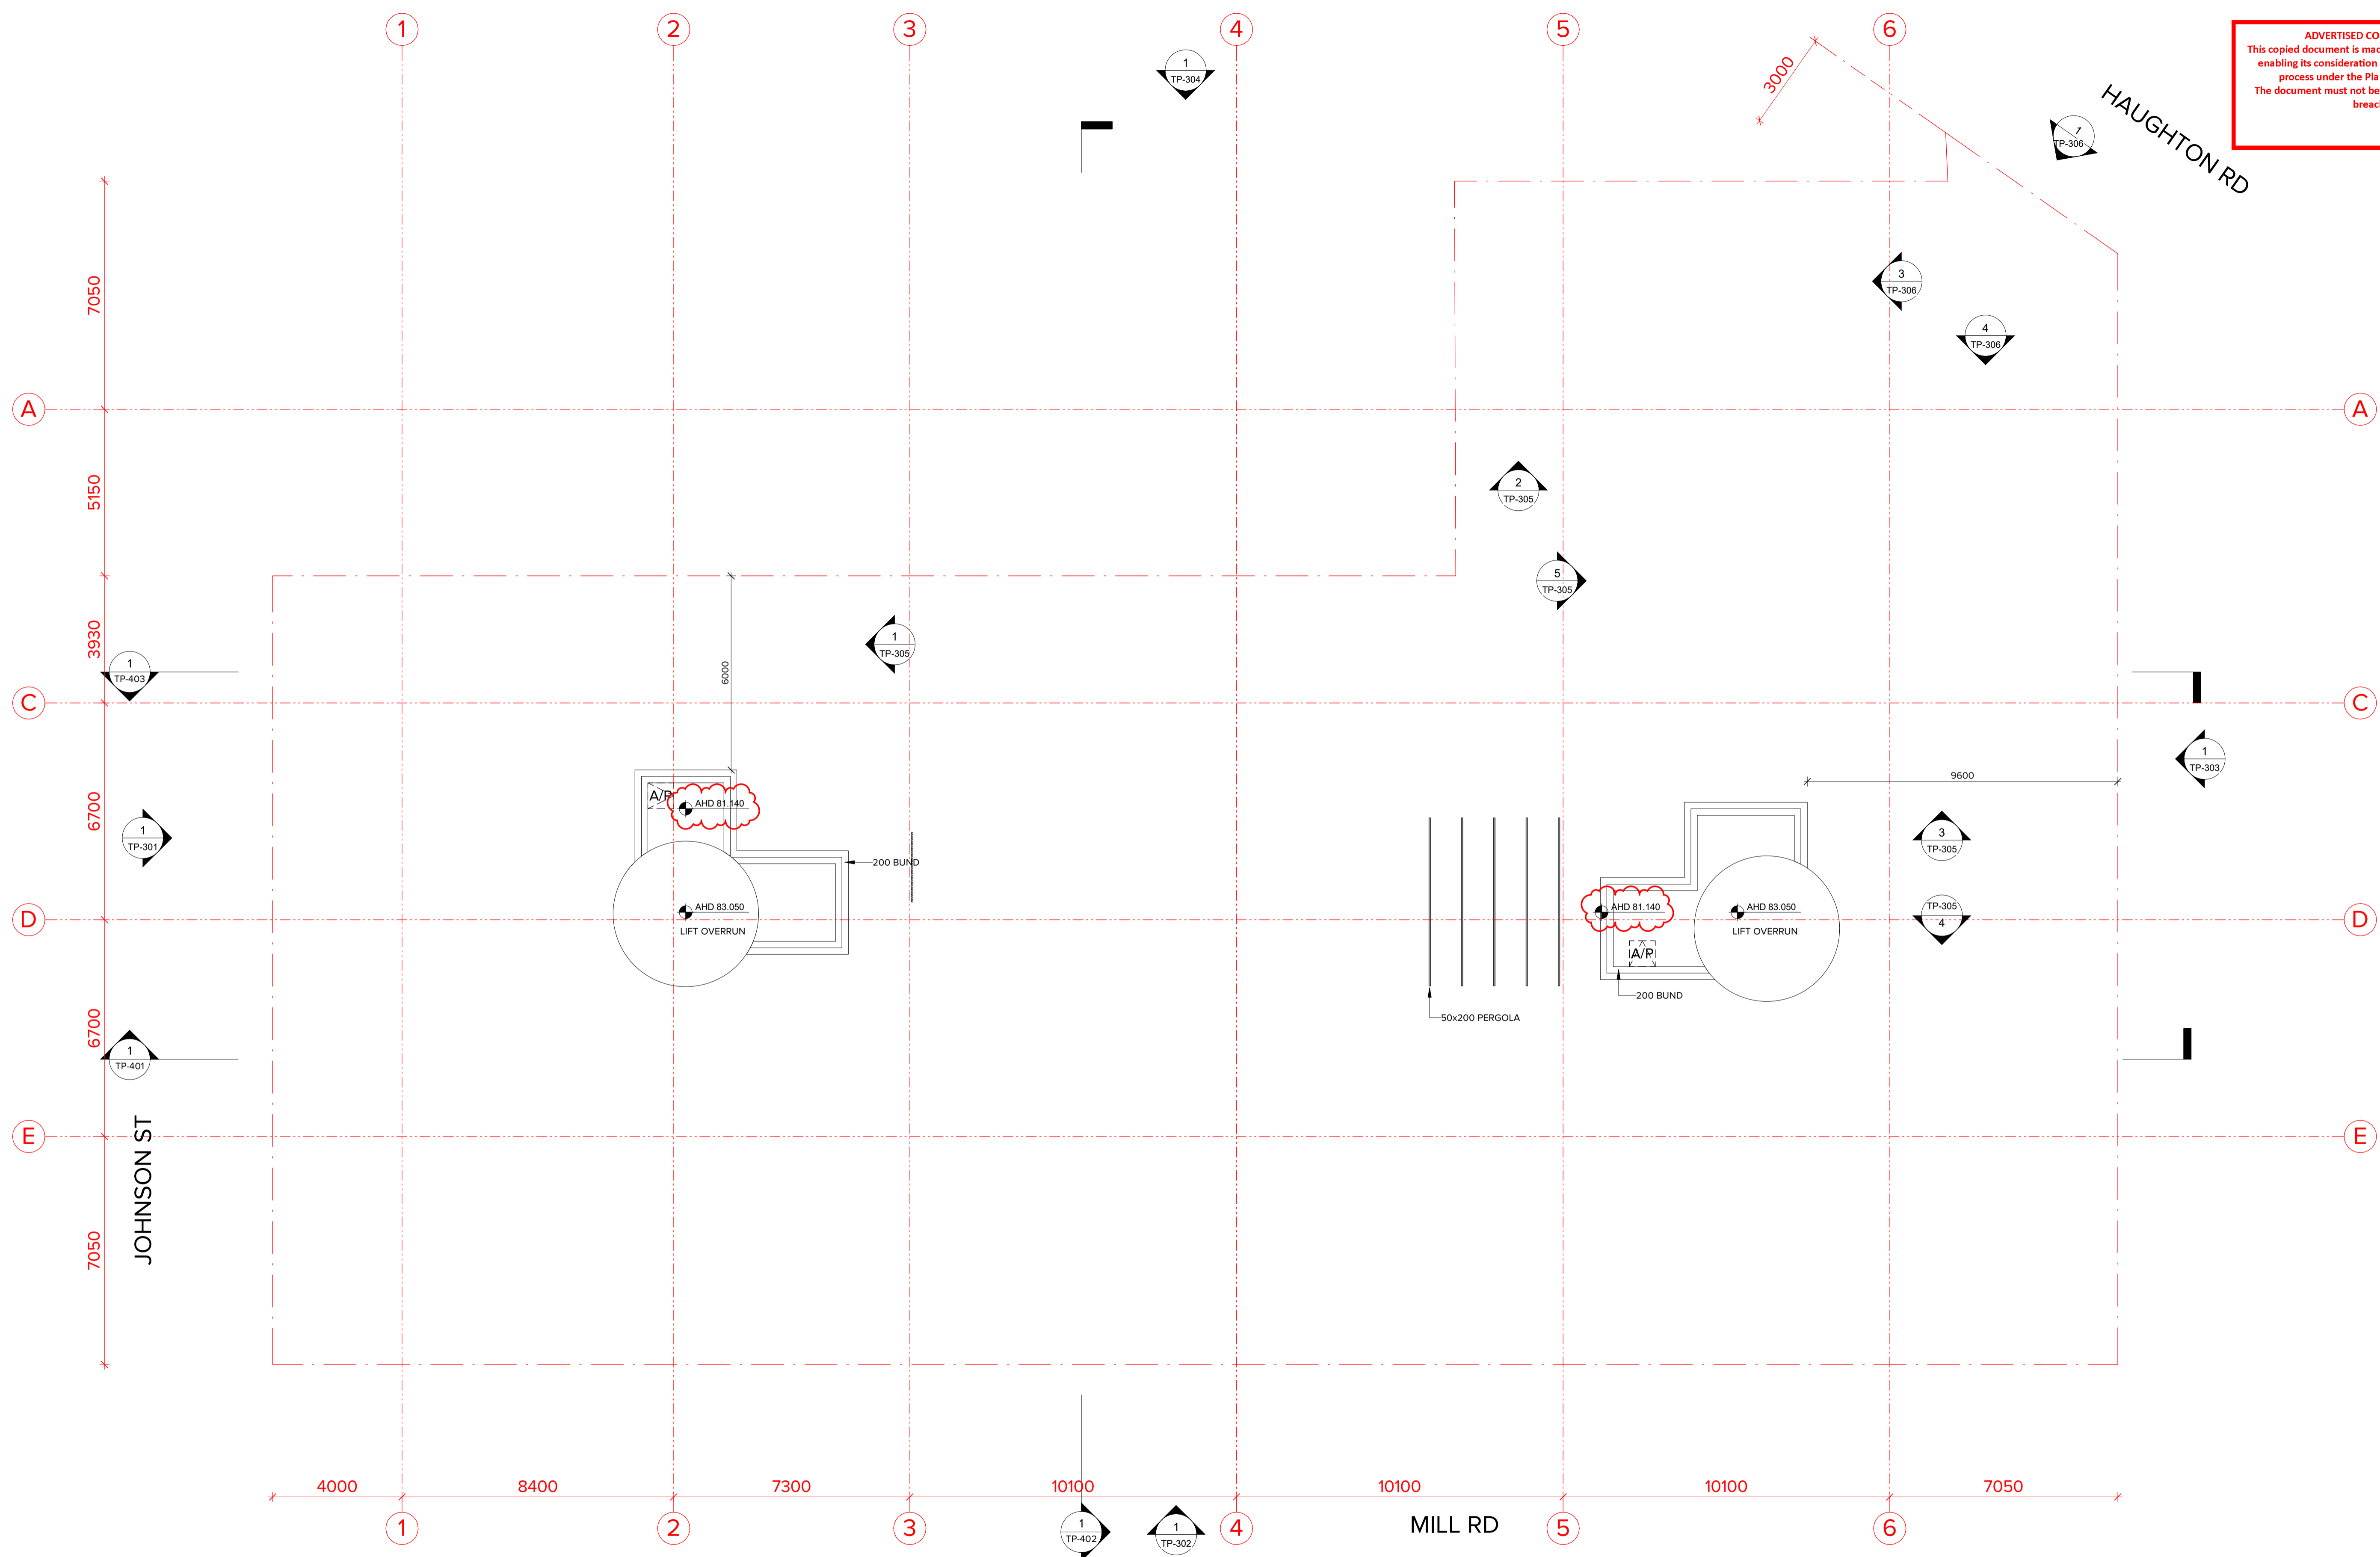 1
2
3
4
5
6
ADVERTISED CO
This copied document is mad
enabling its consideration
process under the Pla
The document must not be
breac
1
TP-304
3000
HAUGHTON RD
1
TP-306
7050
3
TP-306
4
TP-306
A
A
5150
2
TP-305
5
TP-305
3930
1
TP-403
6000
1
TP-305
C
C
1
TP-303
9600
6700
1
TP-301
A/P
AHD 81.140
200 BUND
3
TP-305
D
AHD 83.050
LIFT OVERRUN
AHD 81.140
AHD 83.050
LIFT OVERRUN
TP-305
4
D
A/P
200 BUND
50x200 PERGOLA
6700
1
TP-401
E
E
JOHNSON ST
7050
4000
8400
7300
10100
10100
10100
7050
1
2
3
1
TP-402
1
TP-302
4
MILL RD
5
6